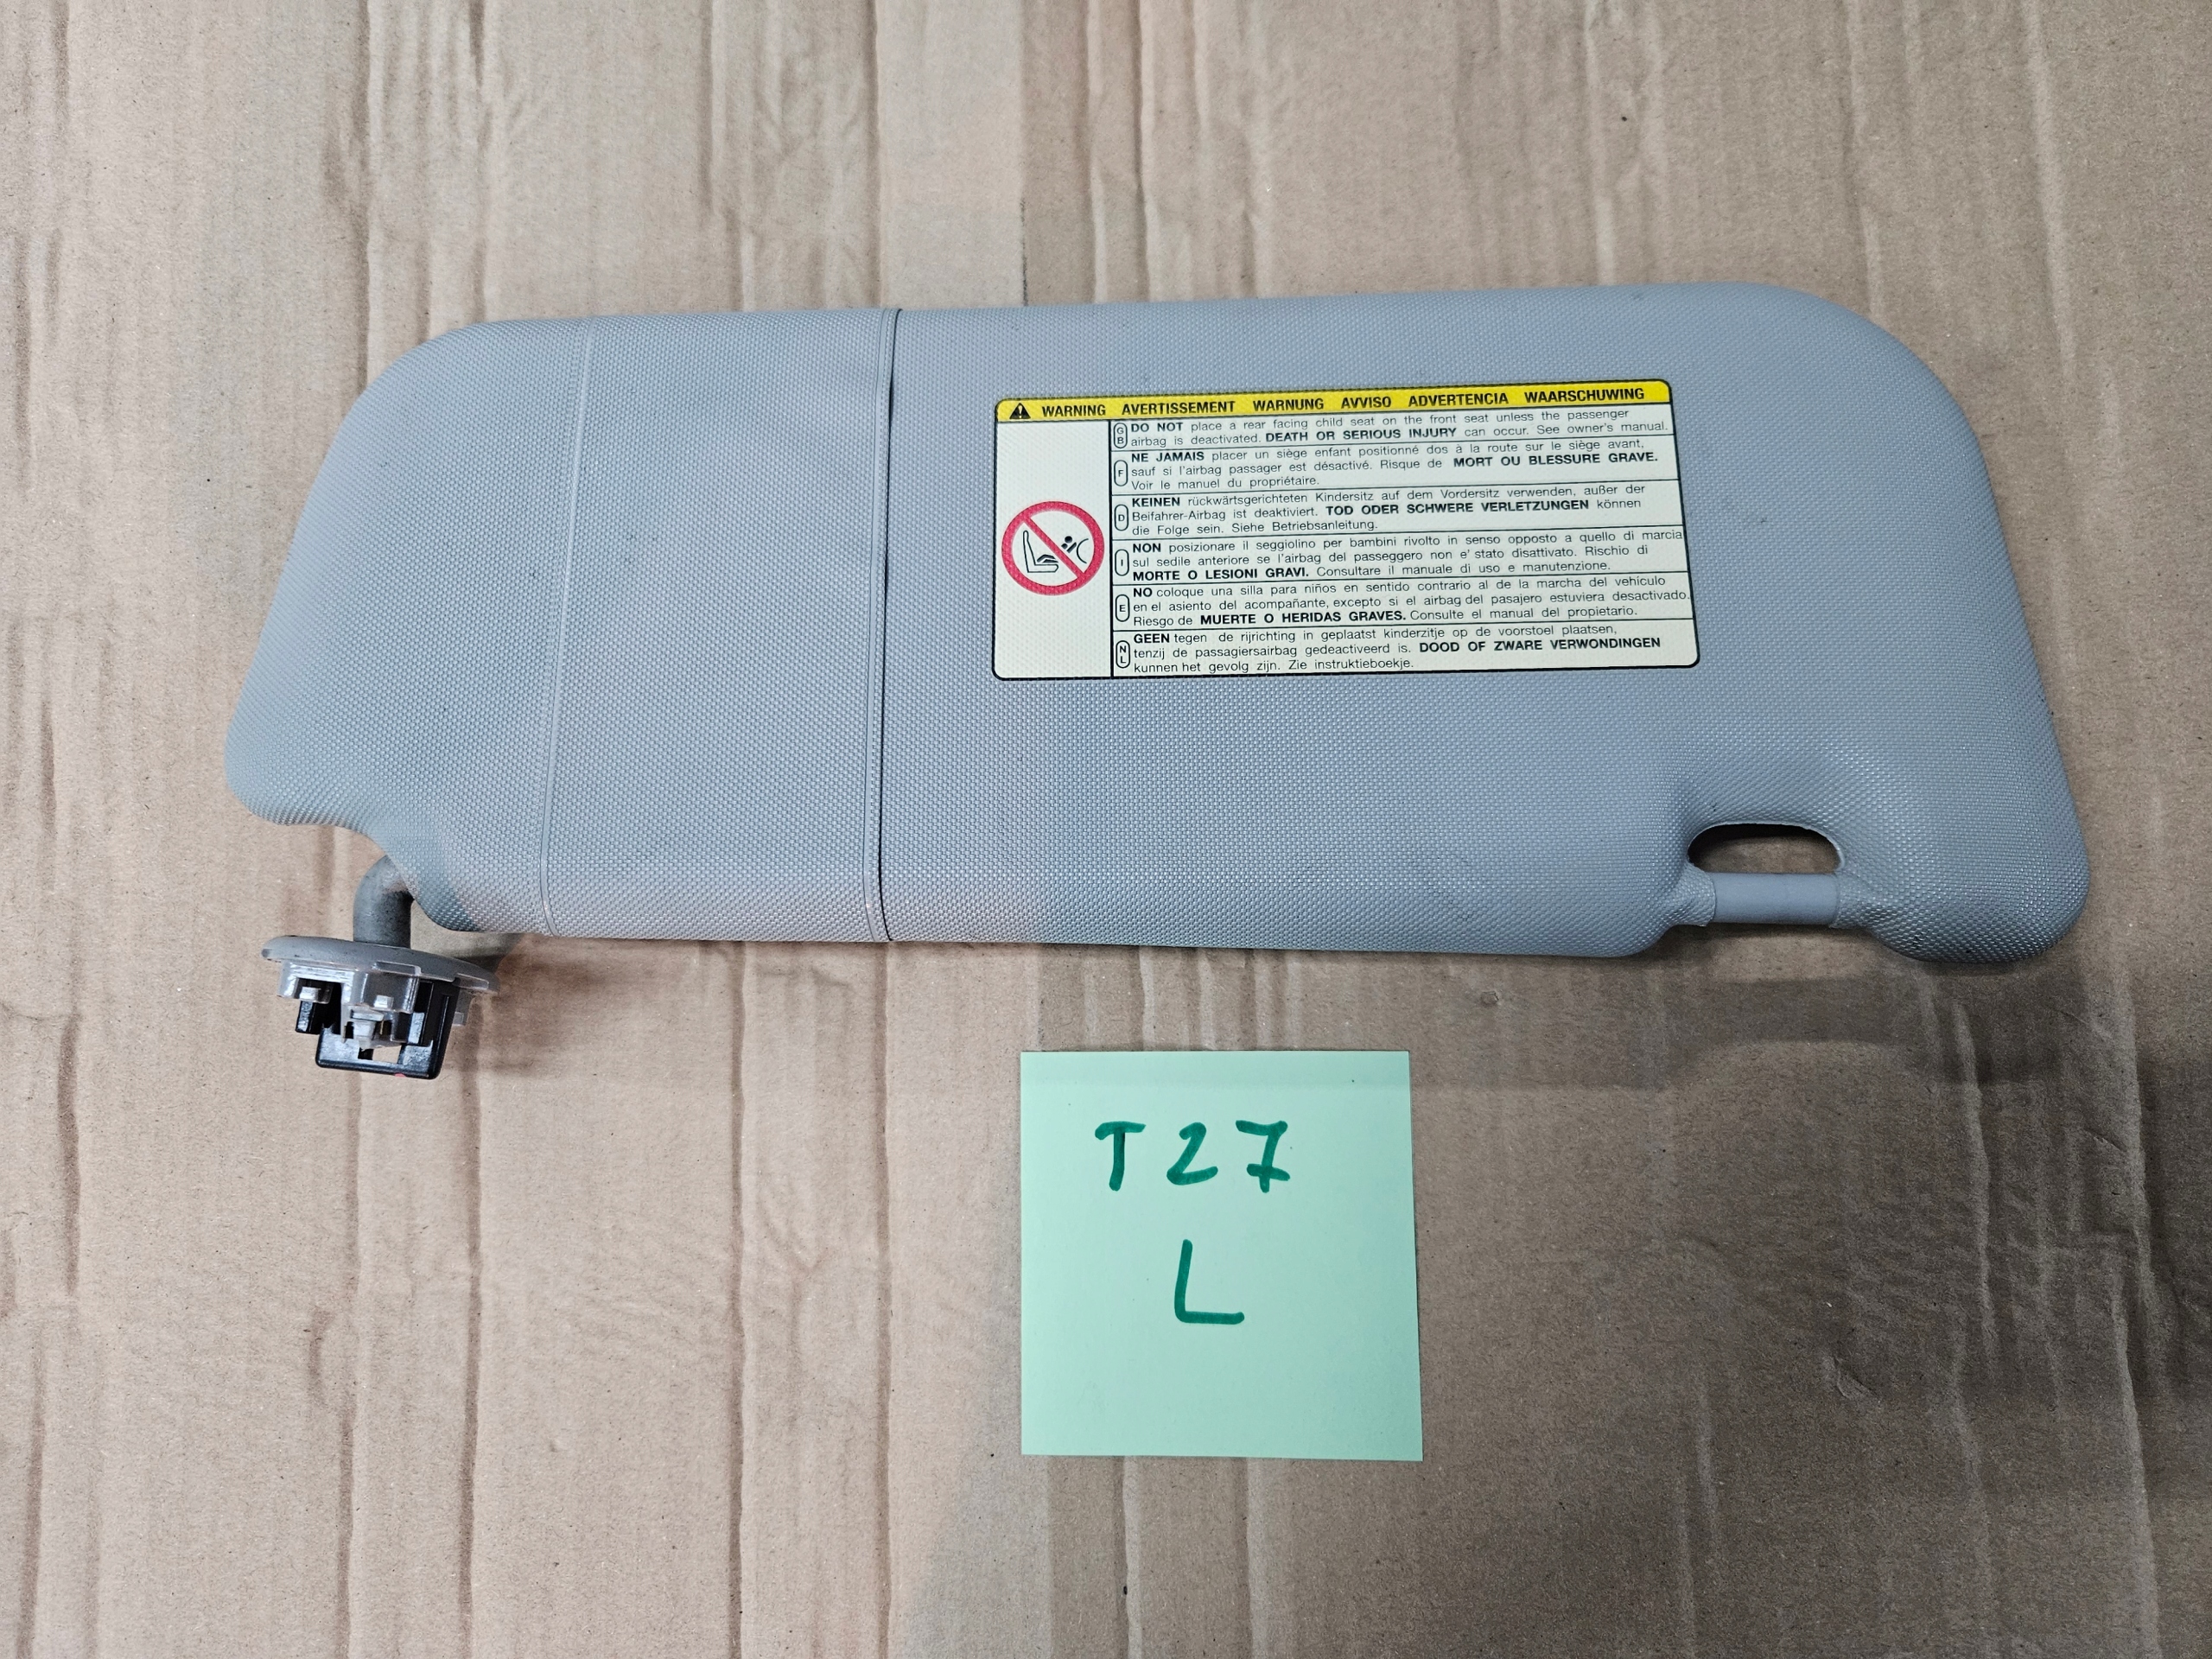 WARNING AVERTISSEMENT WARNUNG AVVISO ADVERTENCIA WAARSCHUWING
GB DO NOT place a rear facing child seat on the front seat unless the passenger
airbag is deactivated. DEATH OR SERIOUS INJURY can occur. See owner's manual.
F NE JAMAIS placer un siège enfant positionné dos à la route sur le siège avant,
sauf si l'airbag passager est désactivé. Risque de MORT OU BLESSURE GRAVE.
Voir le manuel du propriétaire.
D KEINEN rückwärtsgerichteten Kindersitz auf dem Vordersitz verwenden, außer der
Beifahrer-Airbag ist deaktiviert. TOD ODER SCHWERE VERLETZUNGEN können
die Folge sein. Siehe Betriebsanleitung.
I NON posizionare il seggiolino per bambini rivolto in senso opposto a quello di marcia
sul sedile anteriore se l'airbag del passeggero non e' stato disattivato. Rischio di
MORTE O LESIONI GRAVI. Consultare il manuale di uso e manutenzione.
E NO coloque una silla para niños en sentido contrario al de la marcha del vehículo
en el asiento del acompañante, excepto si el airbag del pasajero estuviera desactivado.
Riesgo de MUERTE O HERIDAS GRAVES. Consulte el manual del propietario.
NL GEEN tegen de rijrichting in geplaatst kinderzitje op de voorstoel plaatsen,
tenzij de passagiersairbag gedeactiveerd is. DOOD OF ZWARE VERWONDINGEN
kunnen het gevolg zijn. Zie instruktieboekje.
T27
L